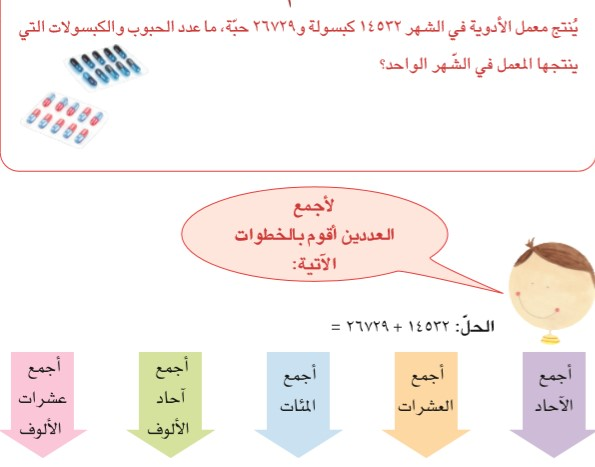 يُنتج معمل الأدوية في الشهر ١٤٥٣٢ كبسولة و٢٦٧٢٩ حبّة، ما عدد الحبوب والكبسولات التي
ينتجها المعمل في الشّهر الواحد؟
لأجمع
العددين أقوم بالخطوات
الآتية:
الحلّ: ١٤٥٣٢ + ٢٦٧٢٩ =
أجمع
الآحاد
أجمع
العشرات
أجمع
المئات
أجمع
آحاد
الألوف
أجمع
عشرات
الألوف